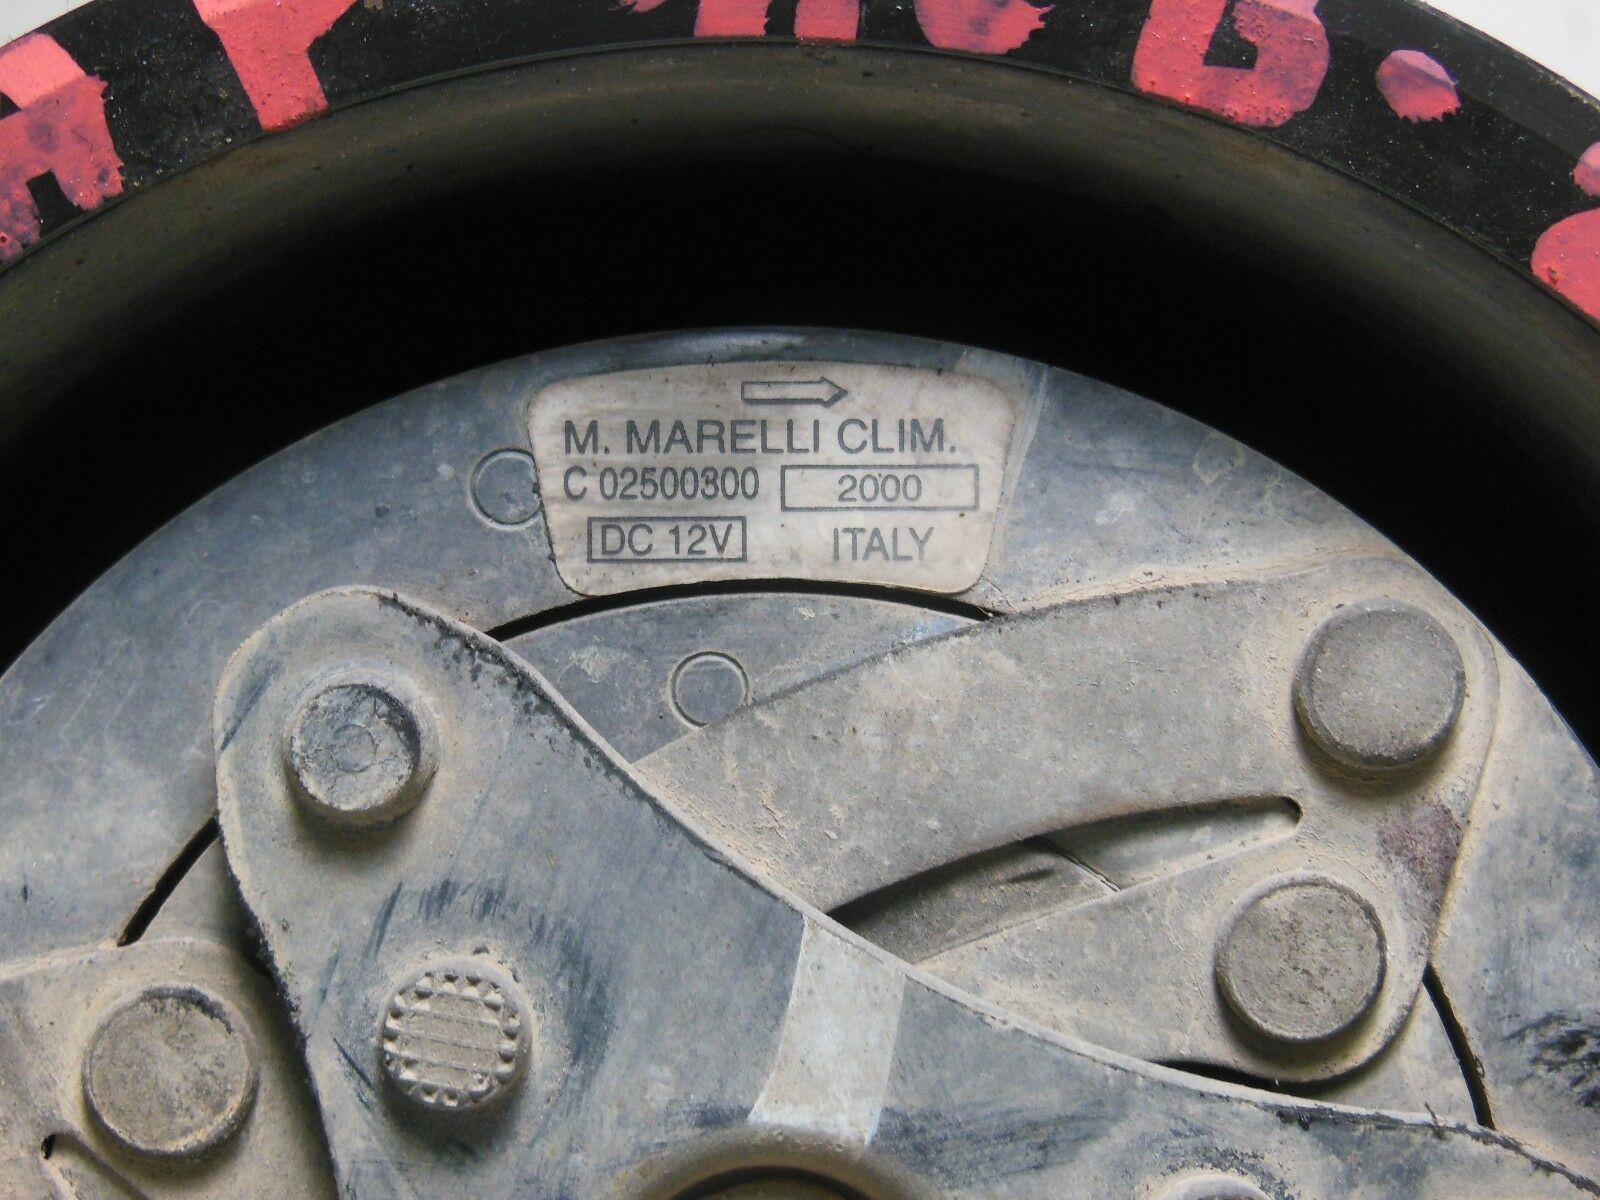 M. MARELLI CLIM.
C 02500300 2000
DC 12V ITALY